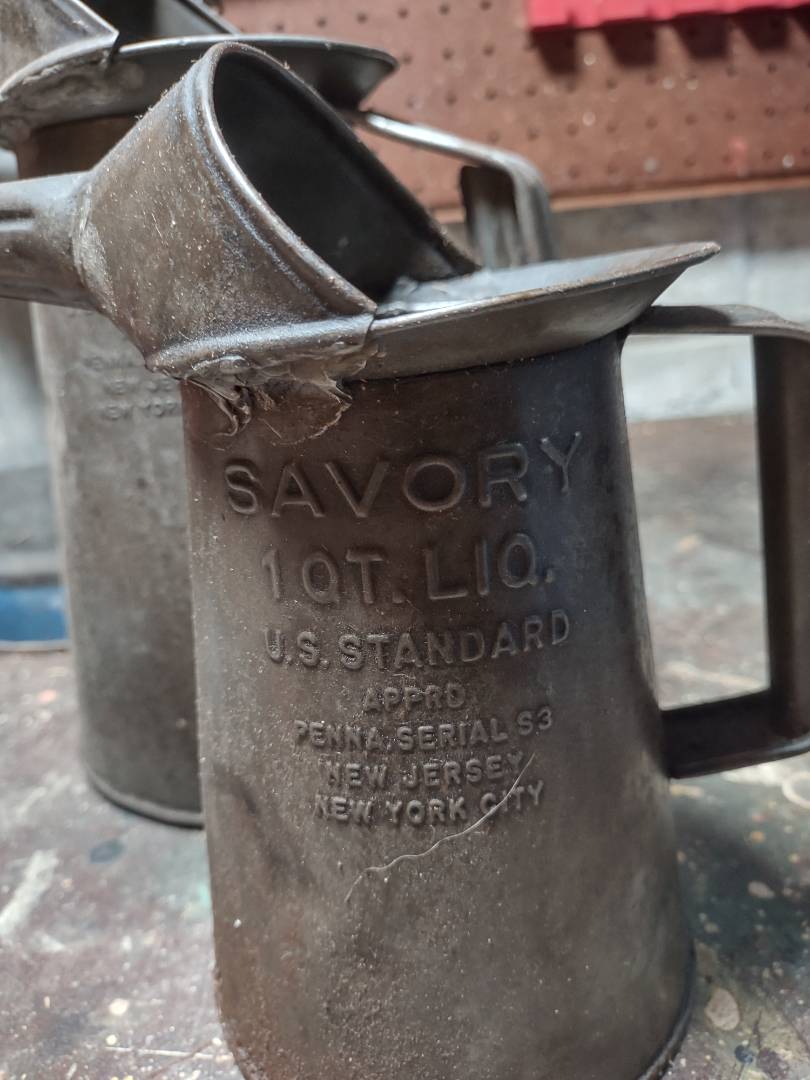 SAVORY
1 QT. LIQ.
U.S. STANDARD
APPRD.
PENNA. SERIAL S3
NEW JERSEY
NEW YORK CITY